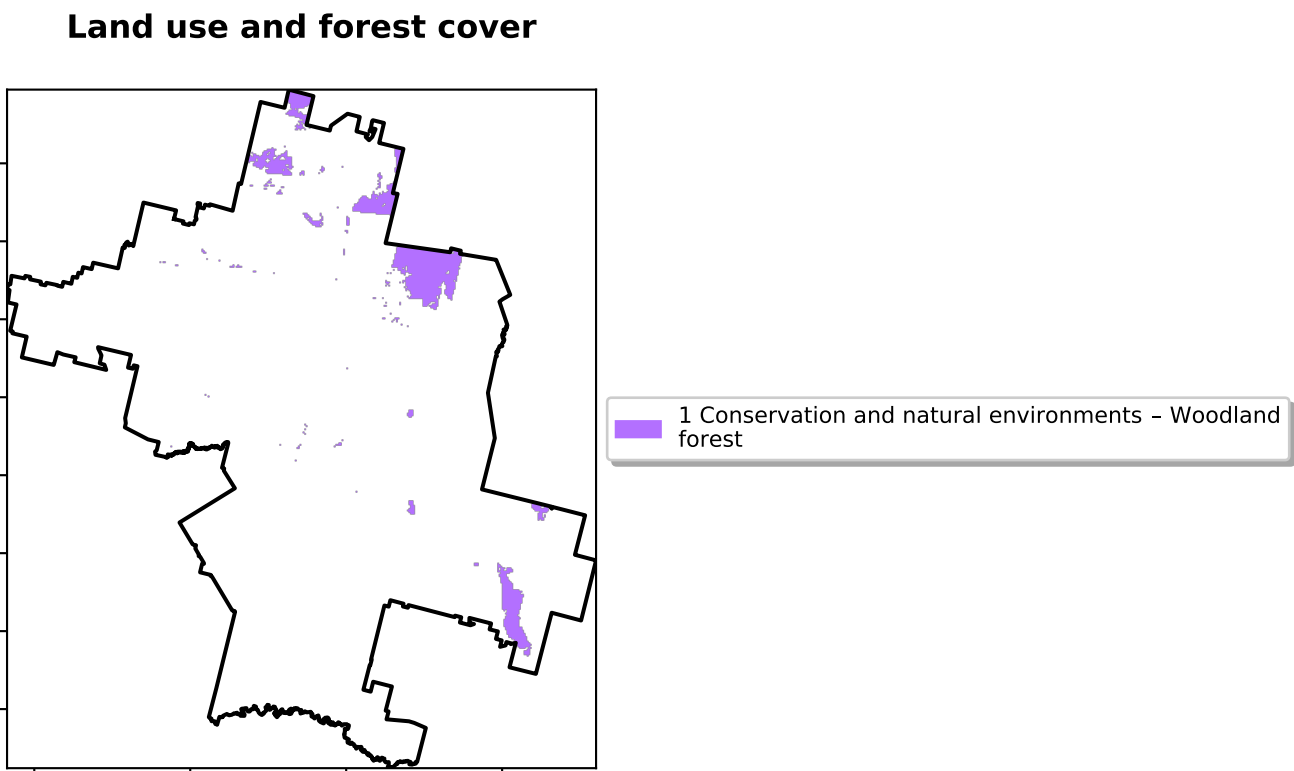 Land use and forest cover
1 Conservation and natural environments – Woodland
forest